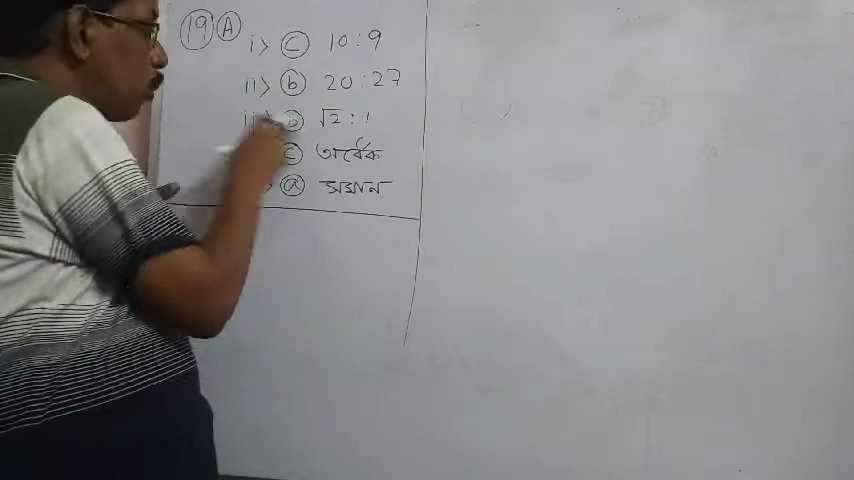 19 A
i> c 10:9
ii> b 20:27
b √2:1
c অর্ধেক
a সমান